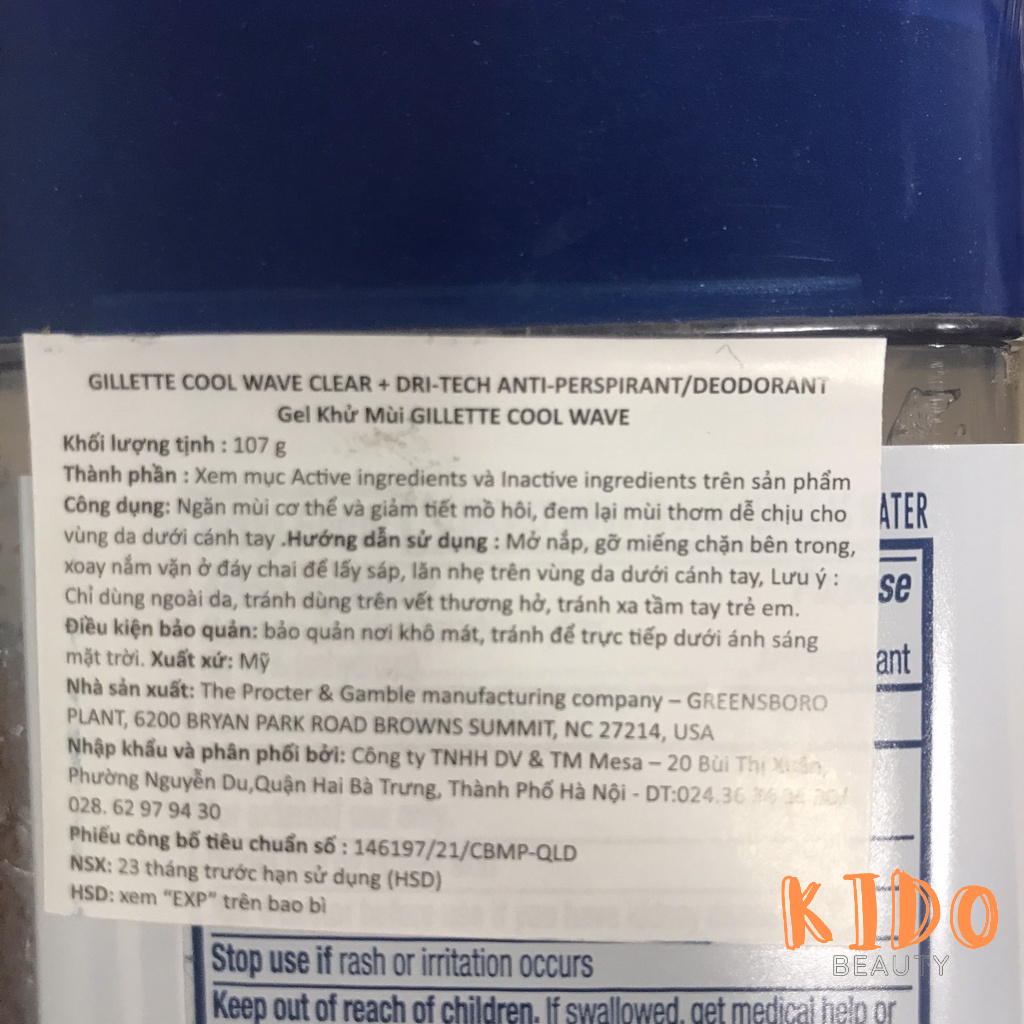 GILLETTE COOL WAVE CLEAR + DRI-TECH ANTI-PERSPIRANT/DEODORANT
Gel Khử Mùi GILLETTE COOL WAVE
Khối lượng tịnh : 107 g
Thành phần : Xem mục Active ingredients và Inactive ingredients trên sản phẩm
Công dụng: Ngăn mùi cơ thể và giảm tiết mồ hôi, đem lại mùi thơm dễ chịu cho
vùng da dưới cánh tay .Hướng dẫn sử dụng : Mở nắp, gỡ miếng chặn bên trong,
xoay nắm vặn ở đáy chai để lấy sáp, lăn nhẹ trên vùng da dưới cánh tay, Lưu ý :
Chỉ dùng ngoài da, tránh dùng trên vết thương hở, tránh xa tầm tay trẻ em.
Điều kiện bảo quản: bảo quản nơi khô mát, tránh để trực tiếp dưới ánh sáng
mặt trời. Xuất xứ: Mỹ
Nhà sản xuất: The Procter & Gamble manufacturing company – GREENSBORO
PLANT, 6200 BRYAN PARK ROAD BROWNS SUMMIT, NC 27214, USA
Nhập khẩu và phân phối bởi: Công ty TNHH DV & TM Mesa – 20 Bùi Thị Xuân,
Phường Nguyễn Du,Quận Hai Bà Trưng, Thành Phố Hà Nội - DT:024.36
028. 62 97 94 30
Phiếu công bố tiêu chuẩn số : 146197/21/CBMP-QLD
NSX: 23 tháng trước hạn sử dụng (HSD)
HSD: xem “EXP” trên bao bì
ATER
se
ant
Stop use if rash or irritation occurs
Keep out of reach of children. If swallowed, get medical help or
KIDO
BEAUTY